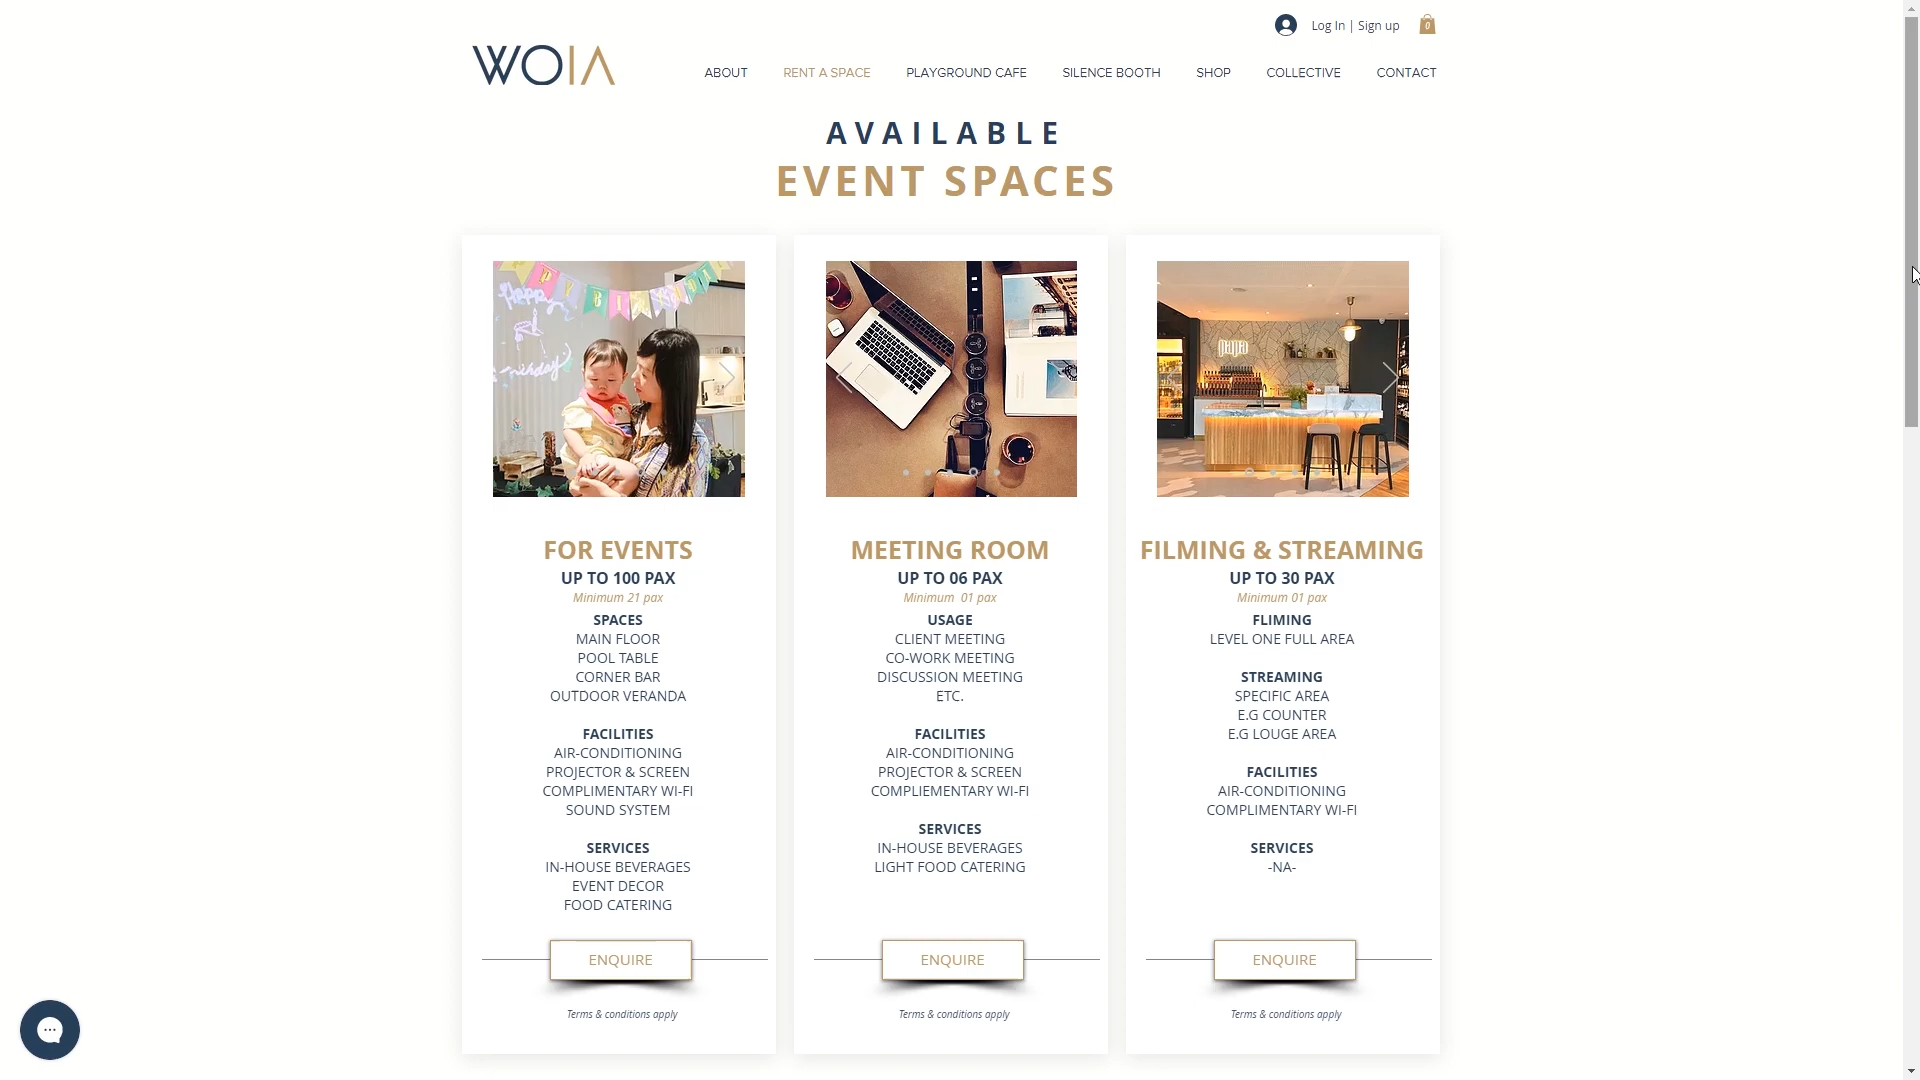 Log In | Sign up
0
WOIA
ABOUT
RENT A SPACE
PLAYGROUND CAFE
SILENCE BOOTH
SHOP
COLLECTIVE
CONTACT
AVAILABLE
EVENT SPACES
FOR EVENTS
UP TO 100 PAX
Minimum 21 pax
SPACES
MAIN FLOOR
POOL TABLE
CORNER BAR
OUTDOOR VERANDA
FACILITIES
AIR-CONDITIONING
PROJECTOR & SCREEN
COMPLIMENTARY WI-FI
SOUND SYSTEM
SERVICES
IN-HOUSE BEVERAGES
EVENT DECOR
FOOD CATERING
ENQUIRE
Terms & conditions apply
MEETING ROOM
UP TO 06 PAX
Minimum 01 pax
USAGE
CLIENT MEETING
CO-WORK MEETING
DISCUSSION MEETING
ETC.
FACILITIES
AIR-CONDITIONING
PROJECTOR & SCREEN
COMPLIEMENTARY WI-FI
SERVICES
IN-HOUSE BEVERAGES
LIGHT FOOD CATERING
ENQUIRE
Terms & conditions apply
FILMING & STREAMING
UP TO 30 PAX
Minimum 01 pax
FLIMING
LEVEL ONE FULL AREA
STREAMING
SPECIFIC AREA
E.G COUNTER
E.G LOUGE AREA
FACILITIES
AIR-CONDITIONING
COMPLIMENTARY WI-FI
SERVICES
-NA-
ENQUIRE
Terms & conditions apply